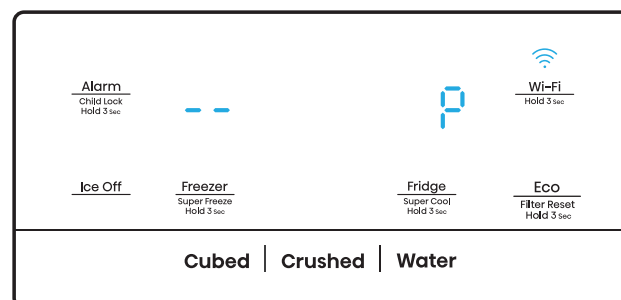 Alarm
Child Lock
Hold 3 Sec
-- P
Wi-Fi
Hold 3 Sec
Ice Off
Freezer
Super Freeze
Hold 3 Sec
Fridge
Super Cool
Hold 3 Sec
Eco
Filter Reset
Hold 3 Sec
Cubed | Crushed | Water